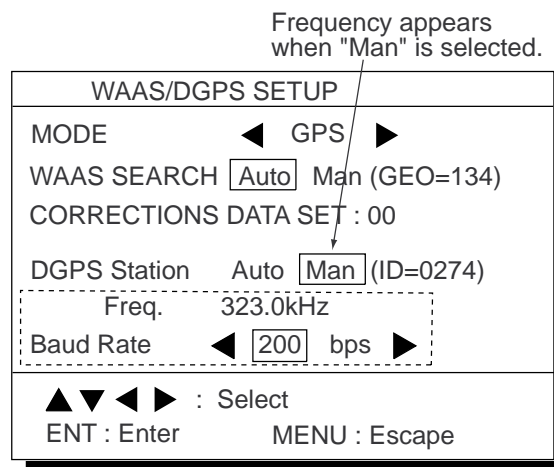 Frequency appears
when "Man" is selected.
WAAS/DGPS SETUP
MODE ◀ GPS ▶
WAAS SEARCH Auto Man (GEO=134)
CORRECTIONS DATA SET : 00
DGPS Station Auto Man (ID=0274)
Freq. 323.0kHz
Baud Rate ◀ 200 bps ▶
▲ ▼ ◀ ▶ : Select
ENT : Enter MENU : Escape